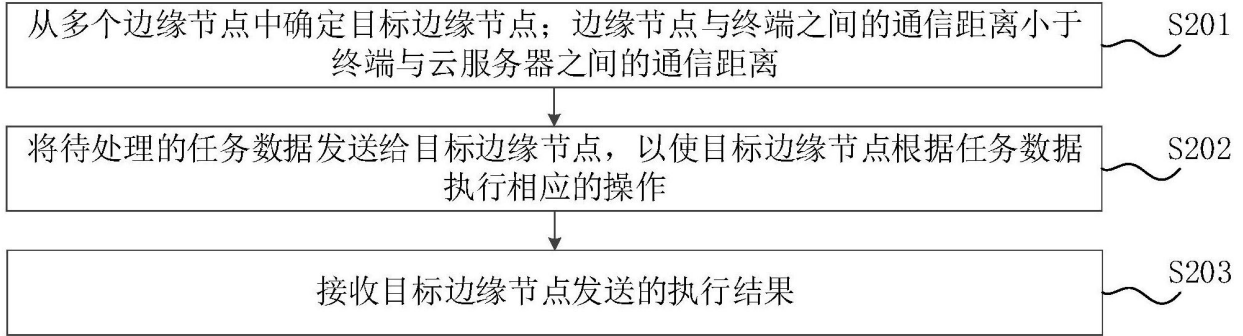 从多个边缘节点中确定目标边缘节点；边缘节点与终端之间的通信距离小于
终端与云服务器之间的通信距离
S201
将待处理的任务数据发送给目标边缘节点，以使目标边缘节点根据任务数据
执行相应的操作
S202
接收目标边缘节点发送的执行结果
S203